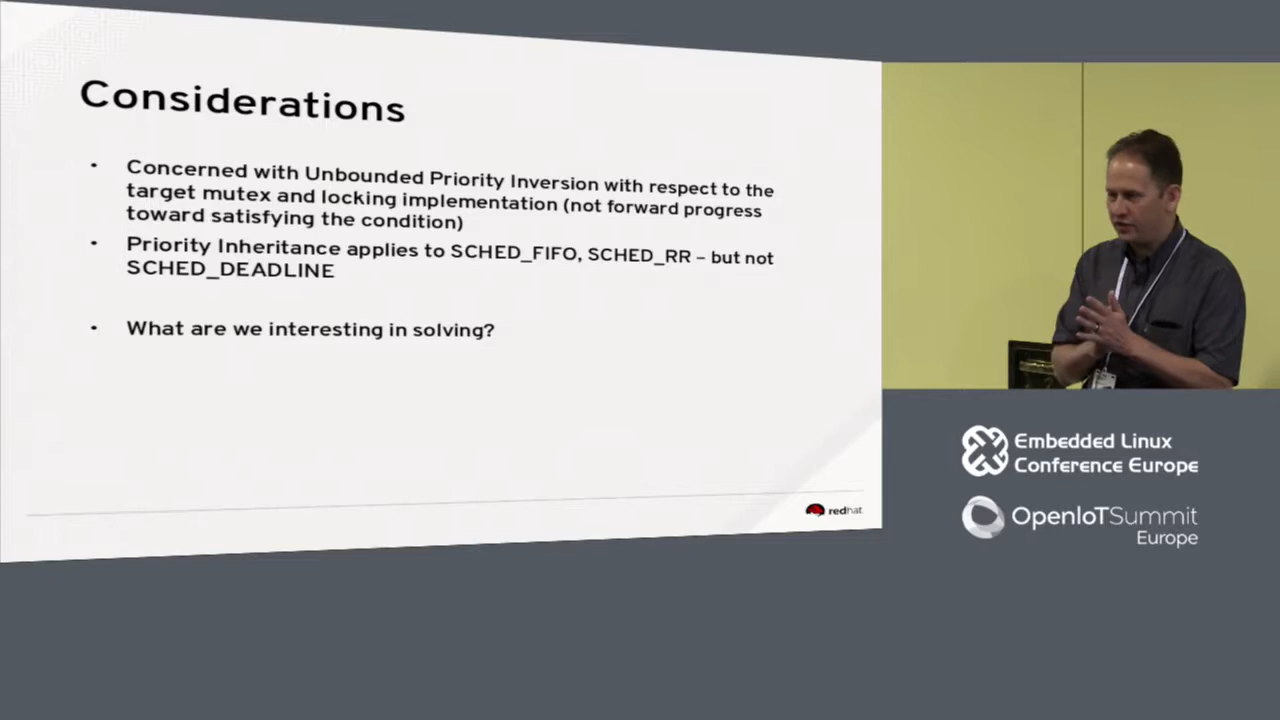 Considerations
• Concerned with Unbounded Priority Inversion with respect to the
target mutex and locking implementation (not forward progress
toward satisfying the condition)
• Priority Inheritance applies to SCHED_FIFO, SCHED_RR – but not
SCHED_DEADLINE
• What are we interesting in solving?
redhat
Embedded Linux
Conference Europe
OpenIoTSummit
Europe